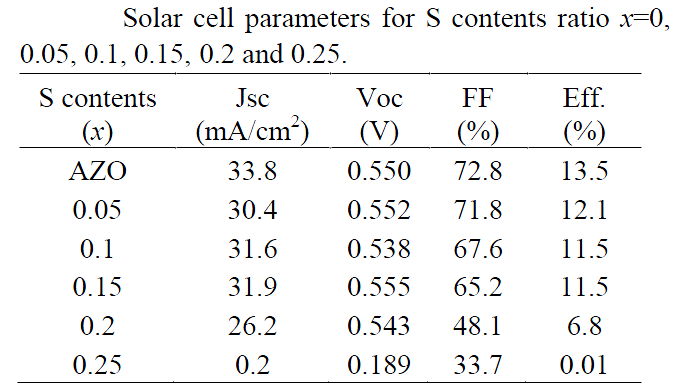 Solar cell parameters for S contents ratio x=0,
0.05, 0.1, 0.15, 0.2 and 0.25.
S contents Jsc Voc FF Eff.
(x) (mA/cm²) (V) (%) (%)
AZO 33.8 0.550 72.8 13.5
0.05 30.4 0.552 71.8 12.1
0.1 31.6 0.538 67.6 11.5
0.15 31.9 0.555 65.2 11.5
0.2 26.2 0.543 48.1 6.8
0.25 0.2 0.189 33.7 0.01